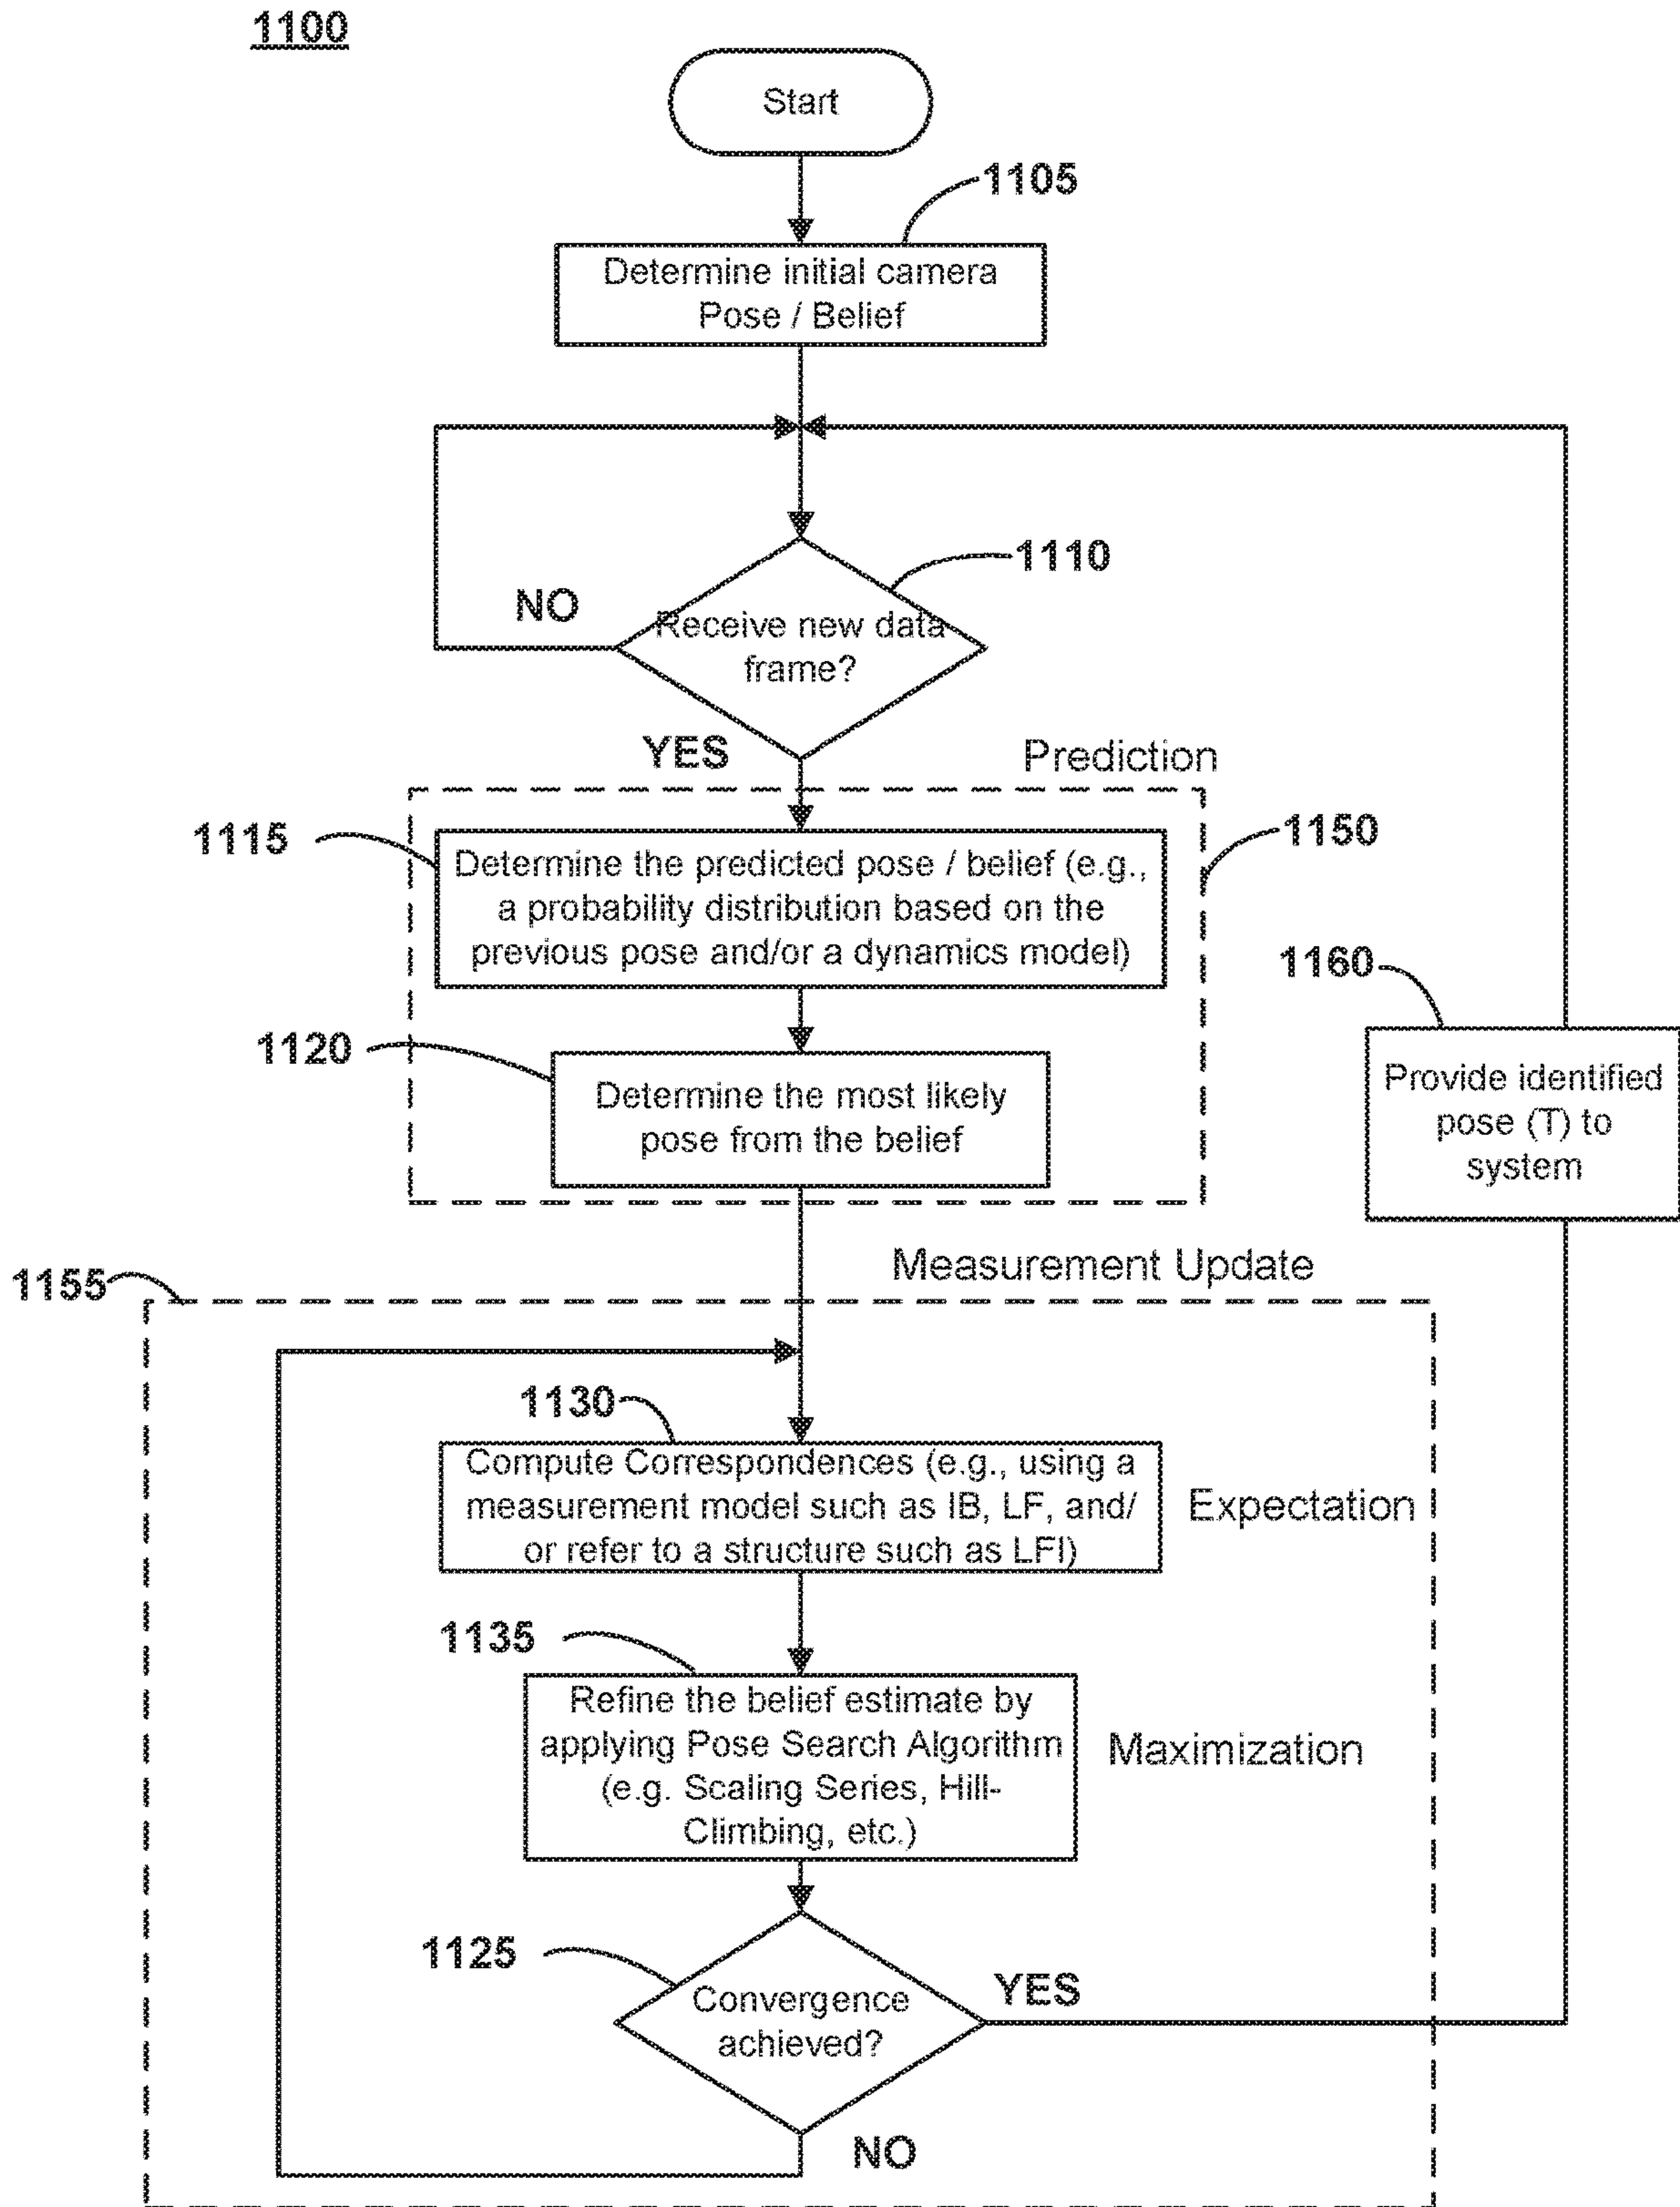 1100
Start
1105
Determine initial camera
Pose / Belief
1110
NO
Receive new data
frame?
YES
Prediction
1115
1150
Determine the predicted pose / belief (e.g.,
a probability distribution based on the
previous pose and/or a dynamics model)
1160
1120
Determine the most likely
pose from the belief
Provide identified
pose (T) to
system
Measurement Update
1155
1130
Compute Correspondences (e.g., using a
measurement model such as IB, LF, and/
or refer to a structure such as LFI)
Expectation
1135
Refine the belief estimate by
applying Pose Search Algorithm
(e.g. Scaling Series, Hill-
Climbing, etc.)
Maximization
1125
Convergence
achieved?
YES
NO